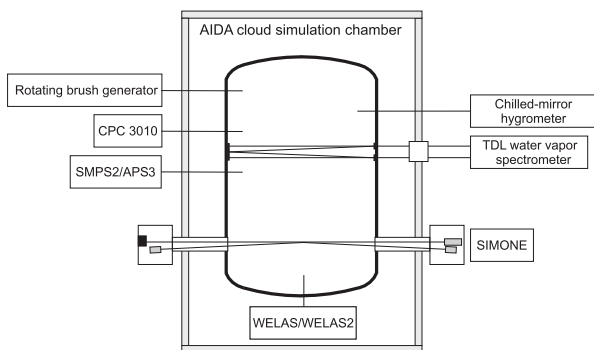 AIDA cloud simulation chamber
Rotating brush generator
CPC 3010
SMPS2/APS3
Chilled-mirror
hygrometer
TDL water vapor
spectrometer
SIMONE
WELAS/WELAS2